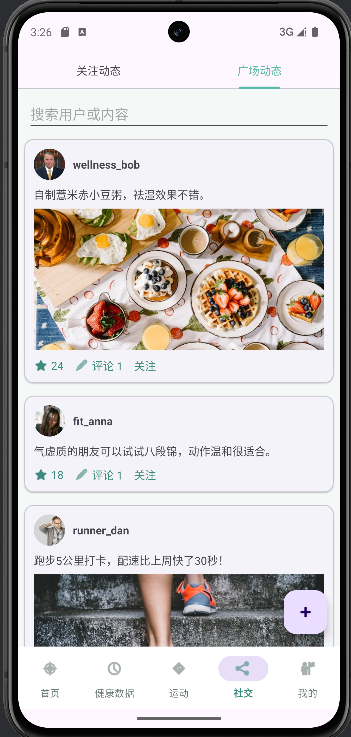 3:26
3G
关注动态
广场动态
搜索用户或内容
wellness_bob
自制薏米赤小豆粥，祛湿效果不错。
24 评论 1 关注
fit_anna
气虚质的朋友可以试试八段锦，动作温和很适合。
18 评论 1 关注
runner_dan
跑步5公里打卡，配速比上周快了30秒！
+
首页 健康数据 运动 社交 我的